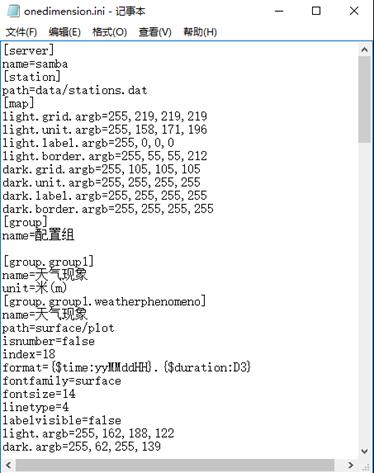 onedimension.ini - 记事本
文件(F) 编辑(E) 格式(O) 查看(V) 帮助(H)
[server]
name=samba
[station]
path=data/stations.dat
[map]
light.grid.argb=255,219,219,219
light.unit.argb=255,158,171,196
light.label.argb=255,0,0,0
light.border.argb=255,55,55,212
dark.grid.argb=255,105,105,105
dark.unit.argb=255,255,255,255
dark.label.argb=255,255,255,255
dark.border.argb=255,255,255,255
[group]
name=配置组
[group.group1]
name=天气现象
unit=米(m)
[group.group1.weatherphenomeno]
name=天气现象
path=surface/plot
isnumber=false
index=18
format={$time:yyMMddHH}.{$duration:D3}
fontfamily=surface
fontsize=14
linetype=4
labelvisible=false
light.argb=255,162,188,122
dark.argb=255,62,255,139